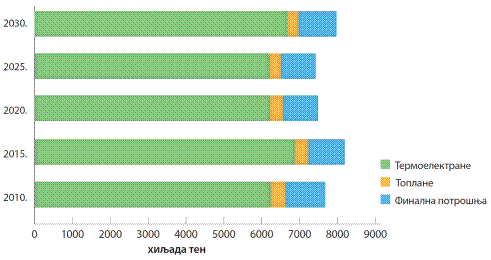 2030.
2025.
2020.
2015.
2010.
0 1000 2000 3000 4000 5000 6000 7000 8000 9000
хиљада тен
Термоелектране
Топлане
Финална потрошња